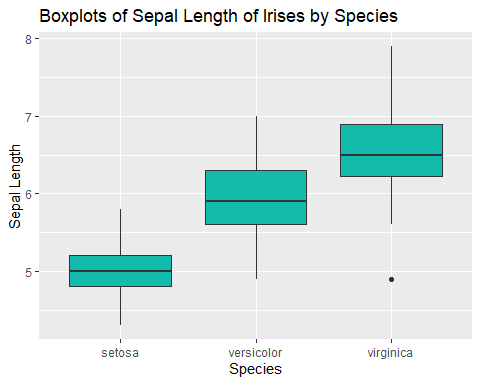 Boxplots of Sepal Length of Irises by Species
8
7
6
5
Sepal Length
setosa versicolor virginica
Species